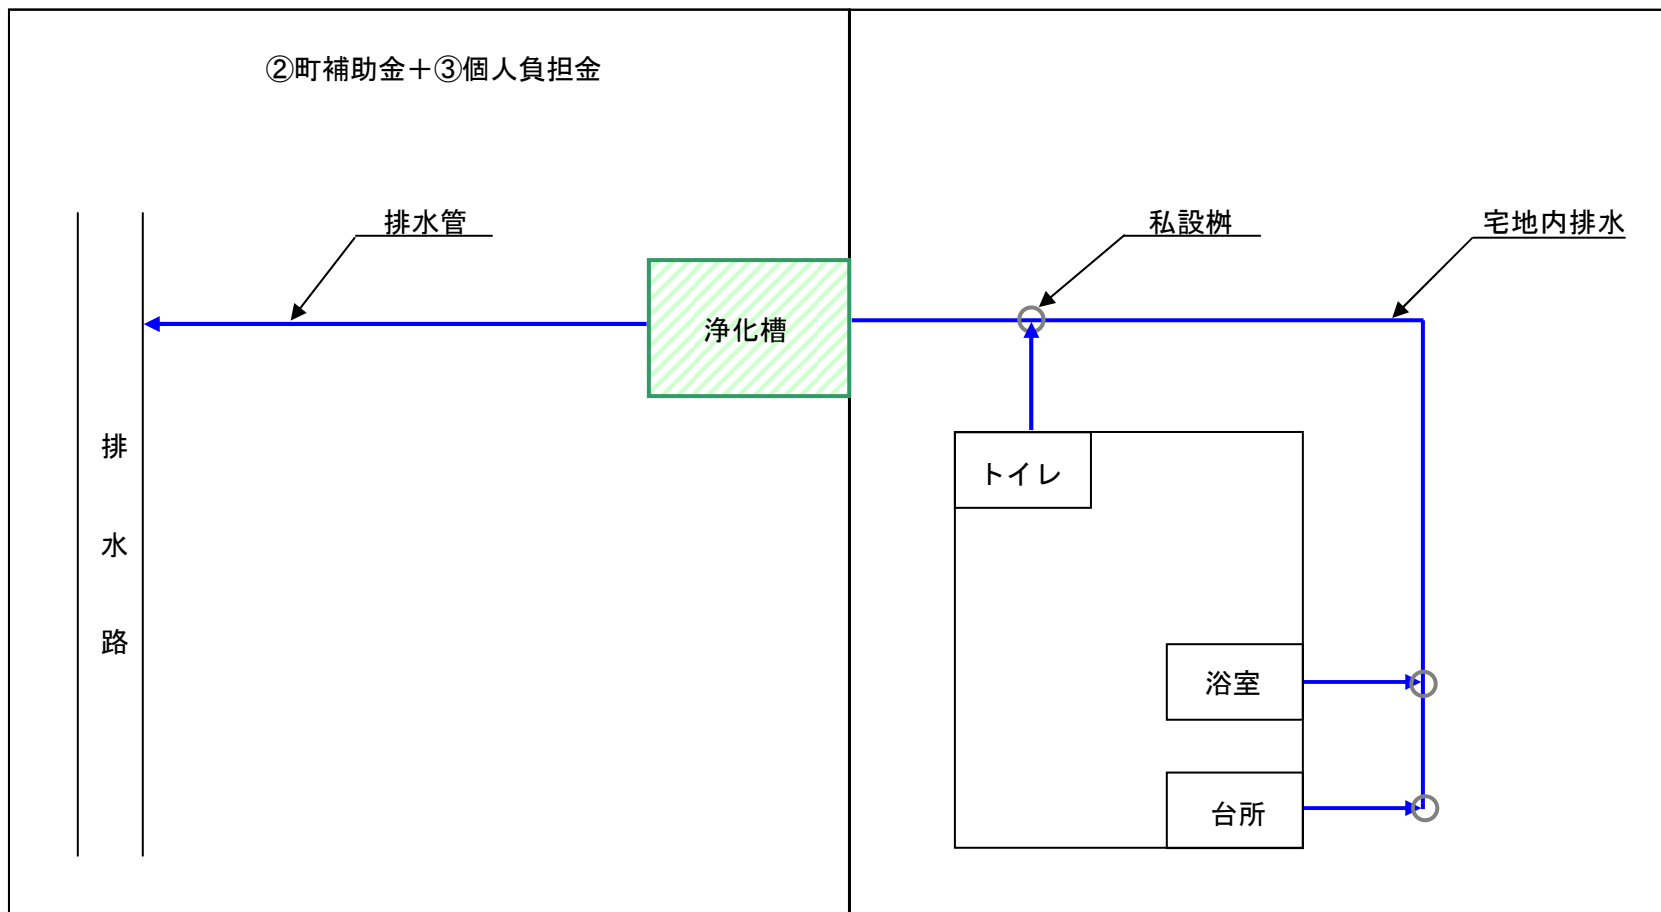 ②町補助金＋③個人負担金
排水管
私設桝
宅地内排水
浄化槽
排水路
トイレ
浴室
台所